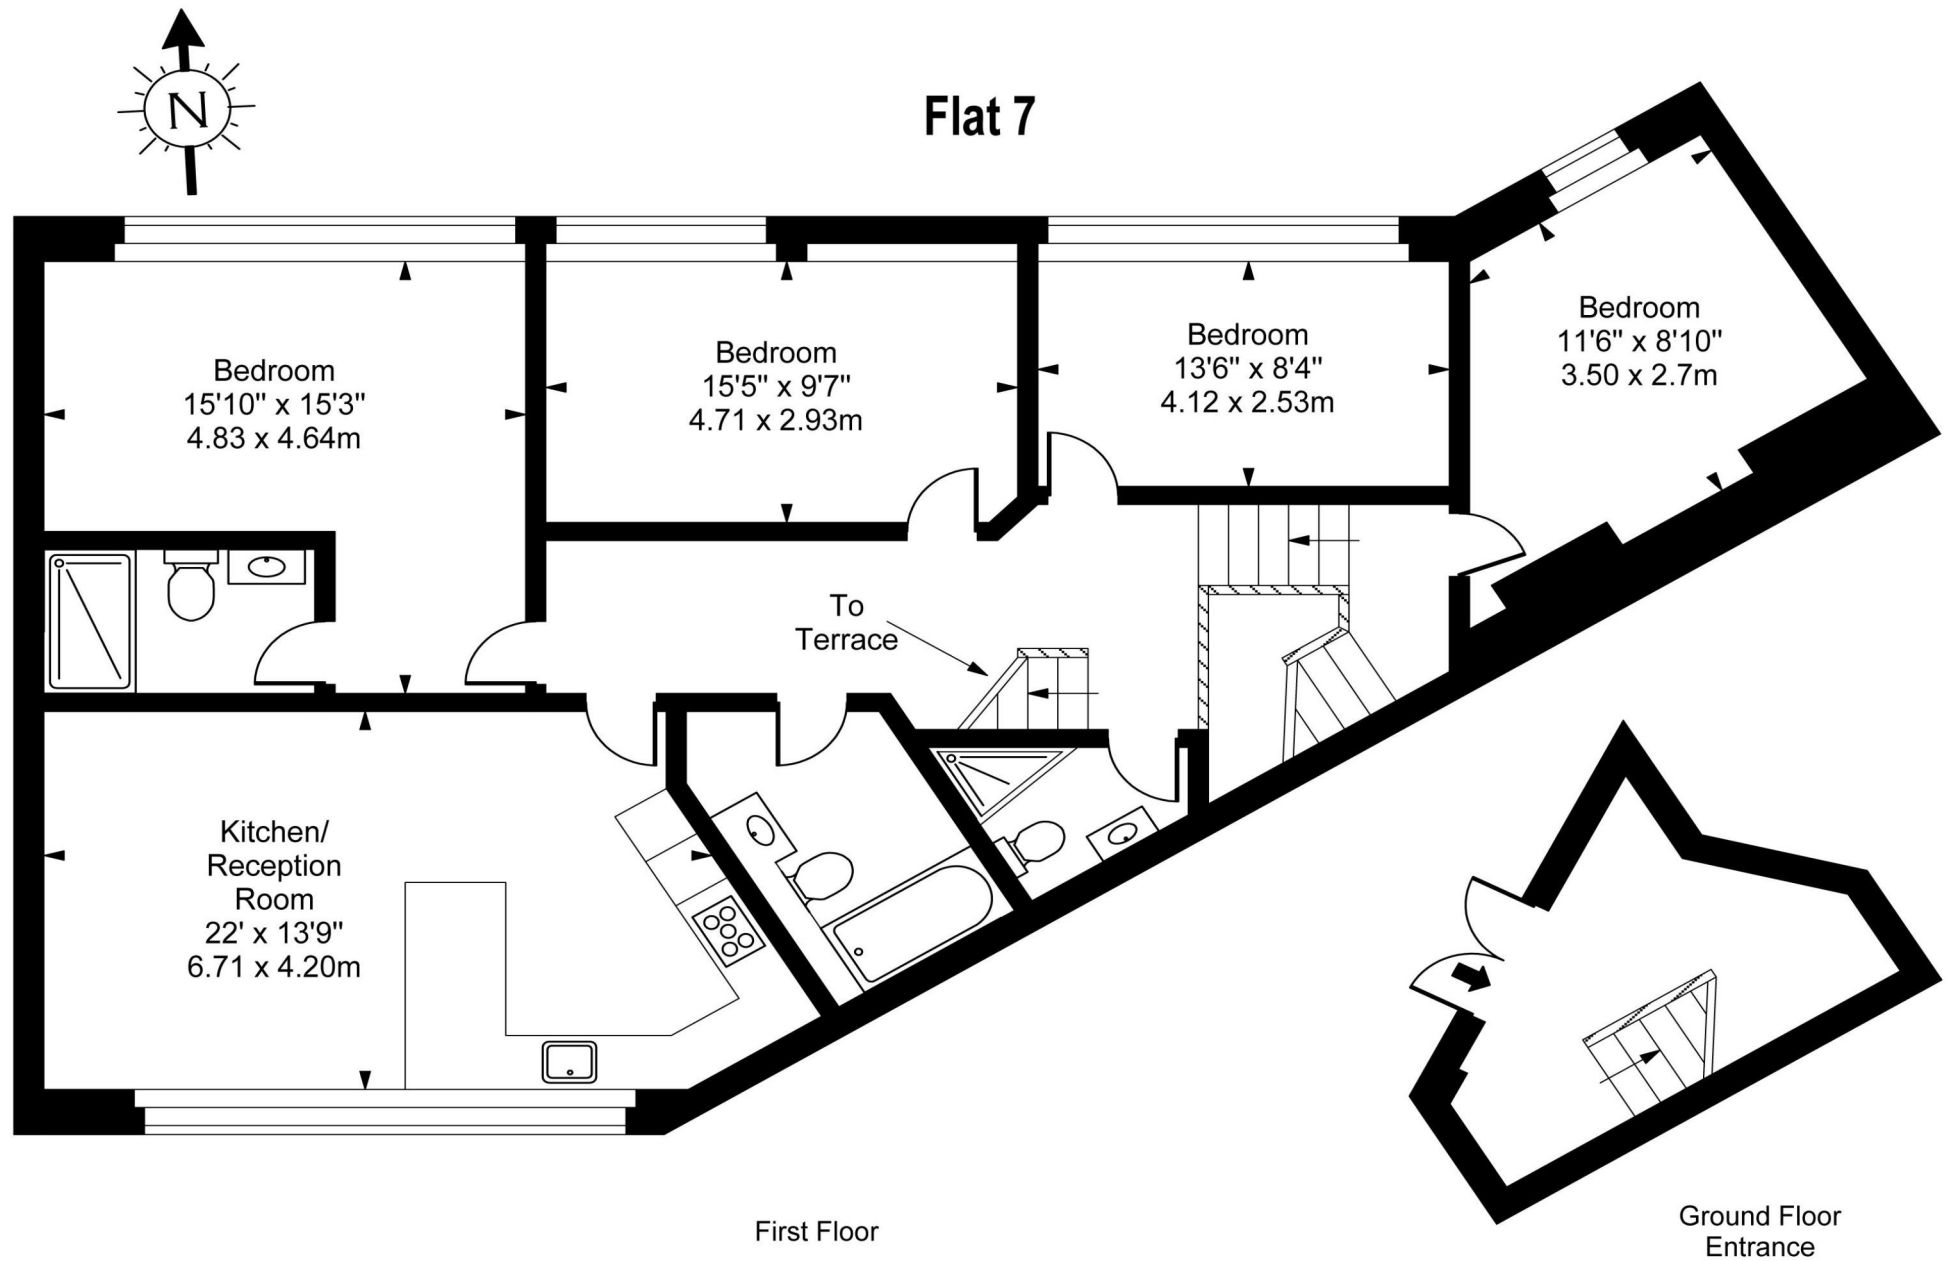 N
Flat 7
Bedroom
15'10" x 15'3"
4.83 x 4.64m
Bedroom
15'5" x 9'7"
4.71 x 2.93m
Bedroom
13'6" x 8'4"
4.12 x 2.53m
Bedroom
11'6" x 8'10"
3.50 x 2.7m
To
Terrace
Kitchen/
Reception
Room
22' x 13'9"
6.71 x 4.20m
First Floor
Ground Floor
Entrance